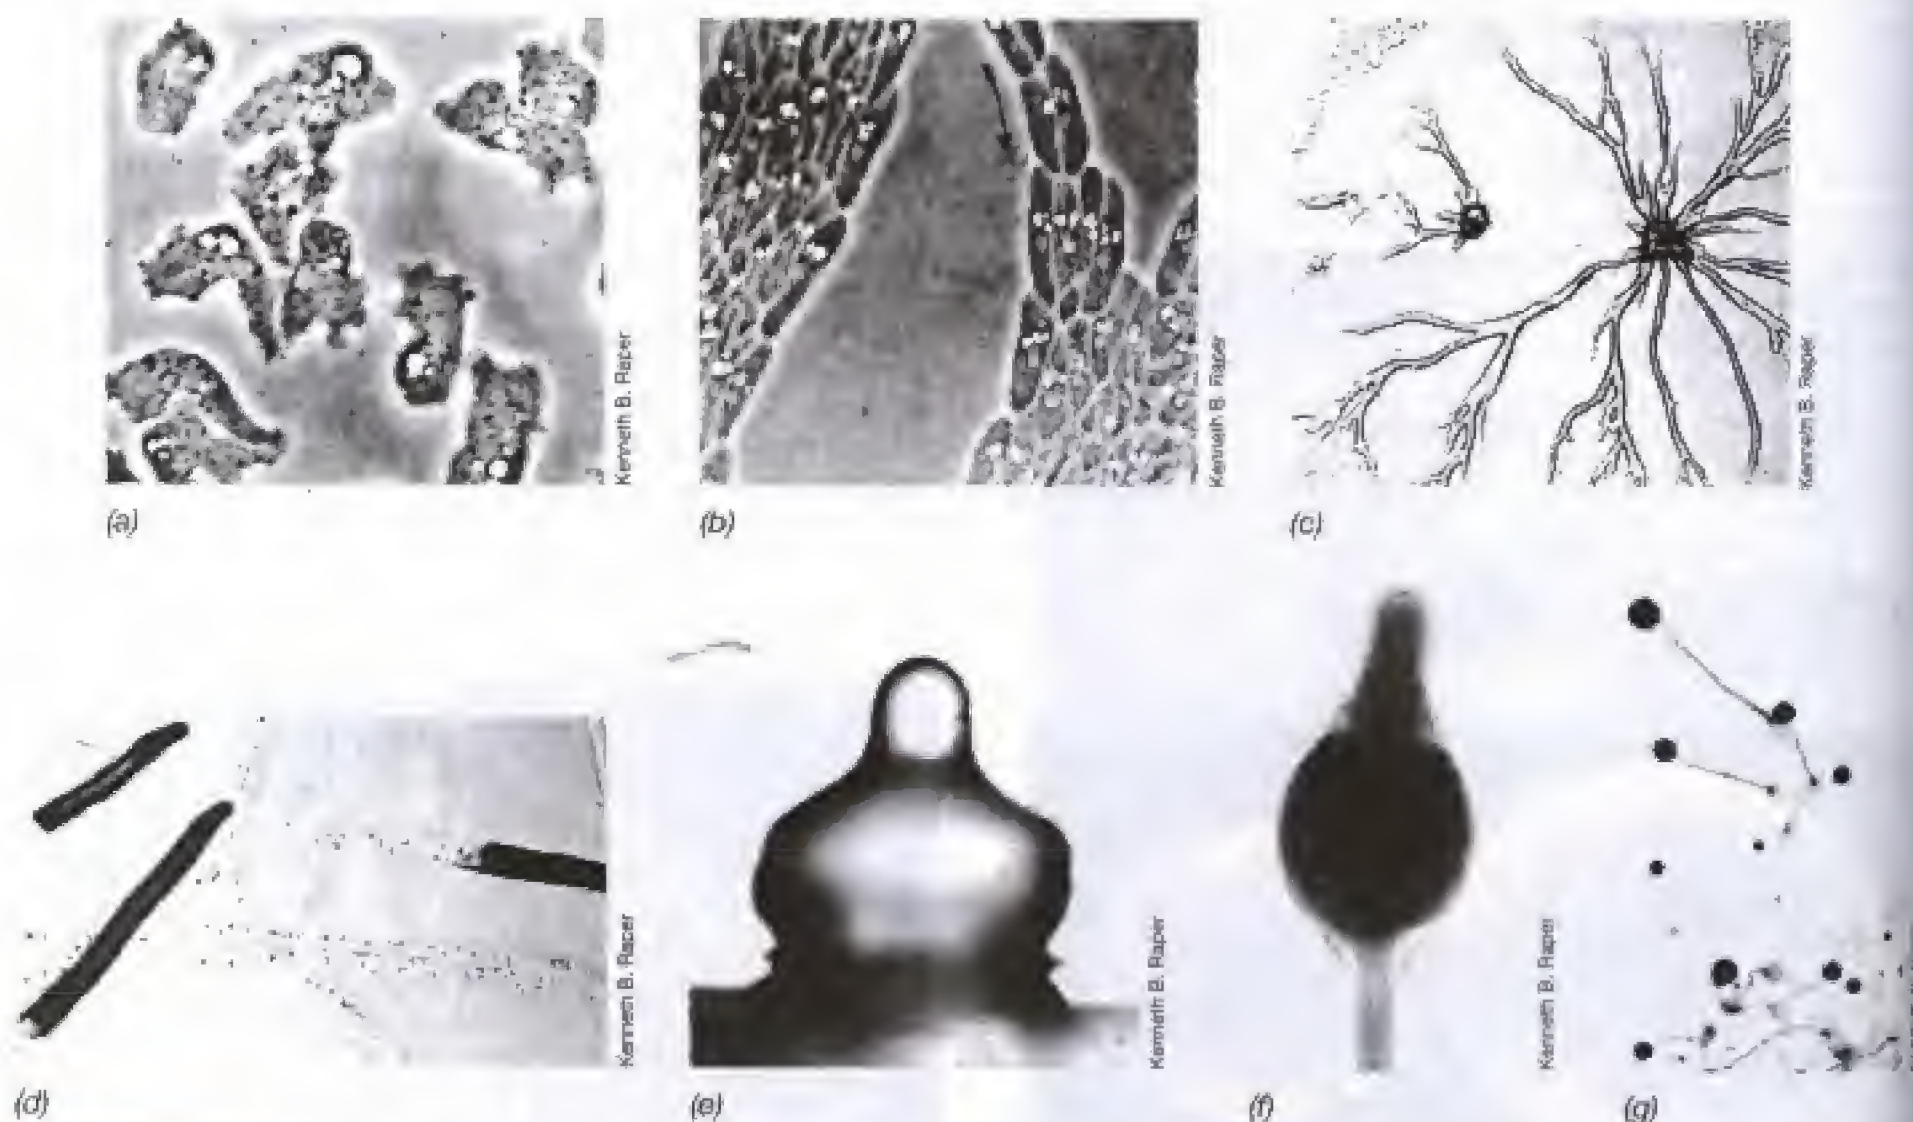 Kenneth B. Raper
Kenneth B. Raper
Kenneth B. Raper
(a)
(b)
(c)
Kenneth B. Raper
Kenneth B. Raper
Kenneth B. Raper
(d)
(e)
(f)
(g)